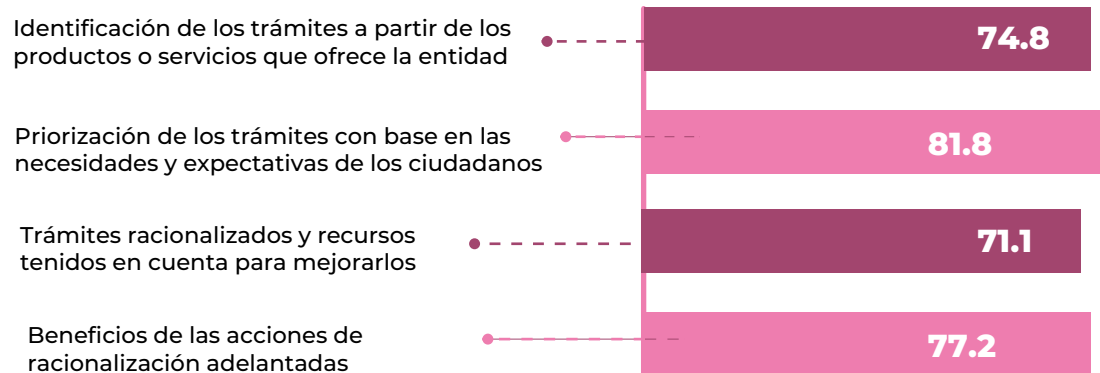 Identificación de los trámites a partir de los
productos o servicios que ofrece la entidad
74.8
Priorización de los trámites con base en las
necesidades y expectativas de los ciudadanos
81.8
Trámites racionalizados y recursos
tenidos en cuenta para mejorarlos
71.1
Beneficios de las acciones de
racionalización adelantadas
77.2